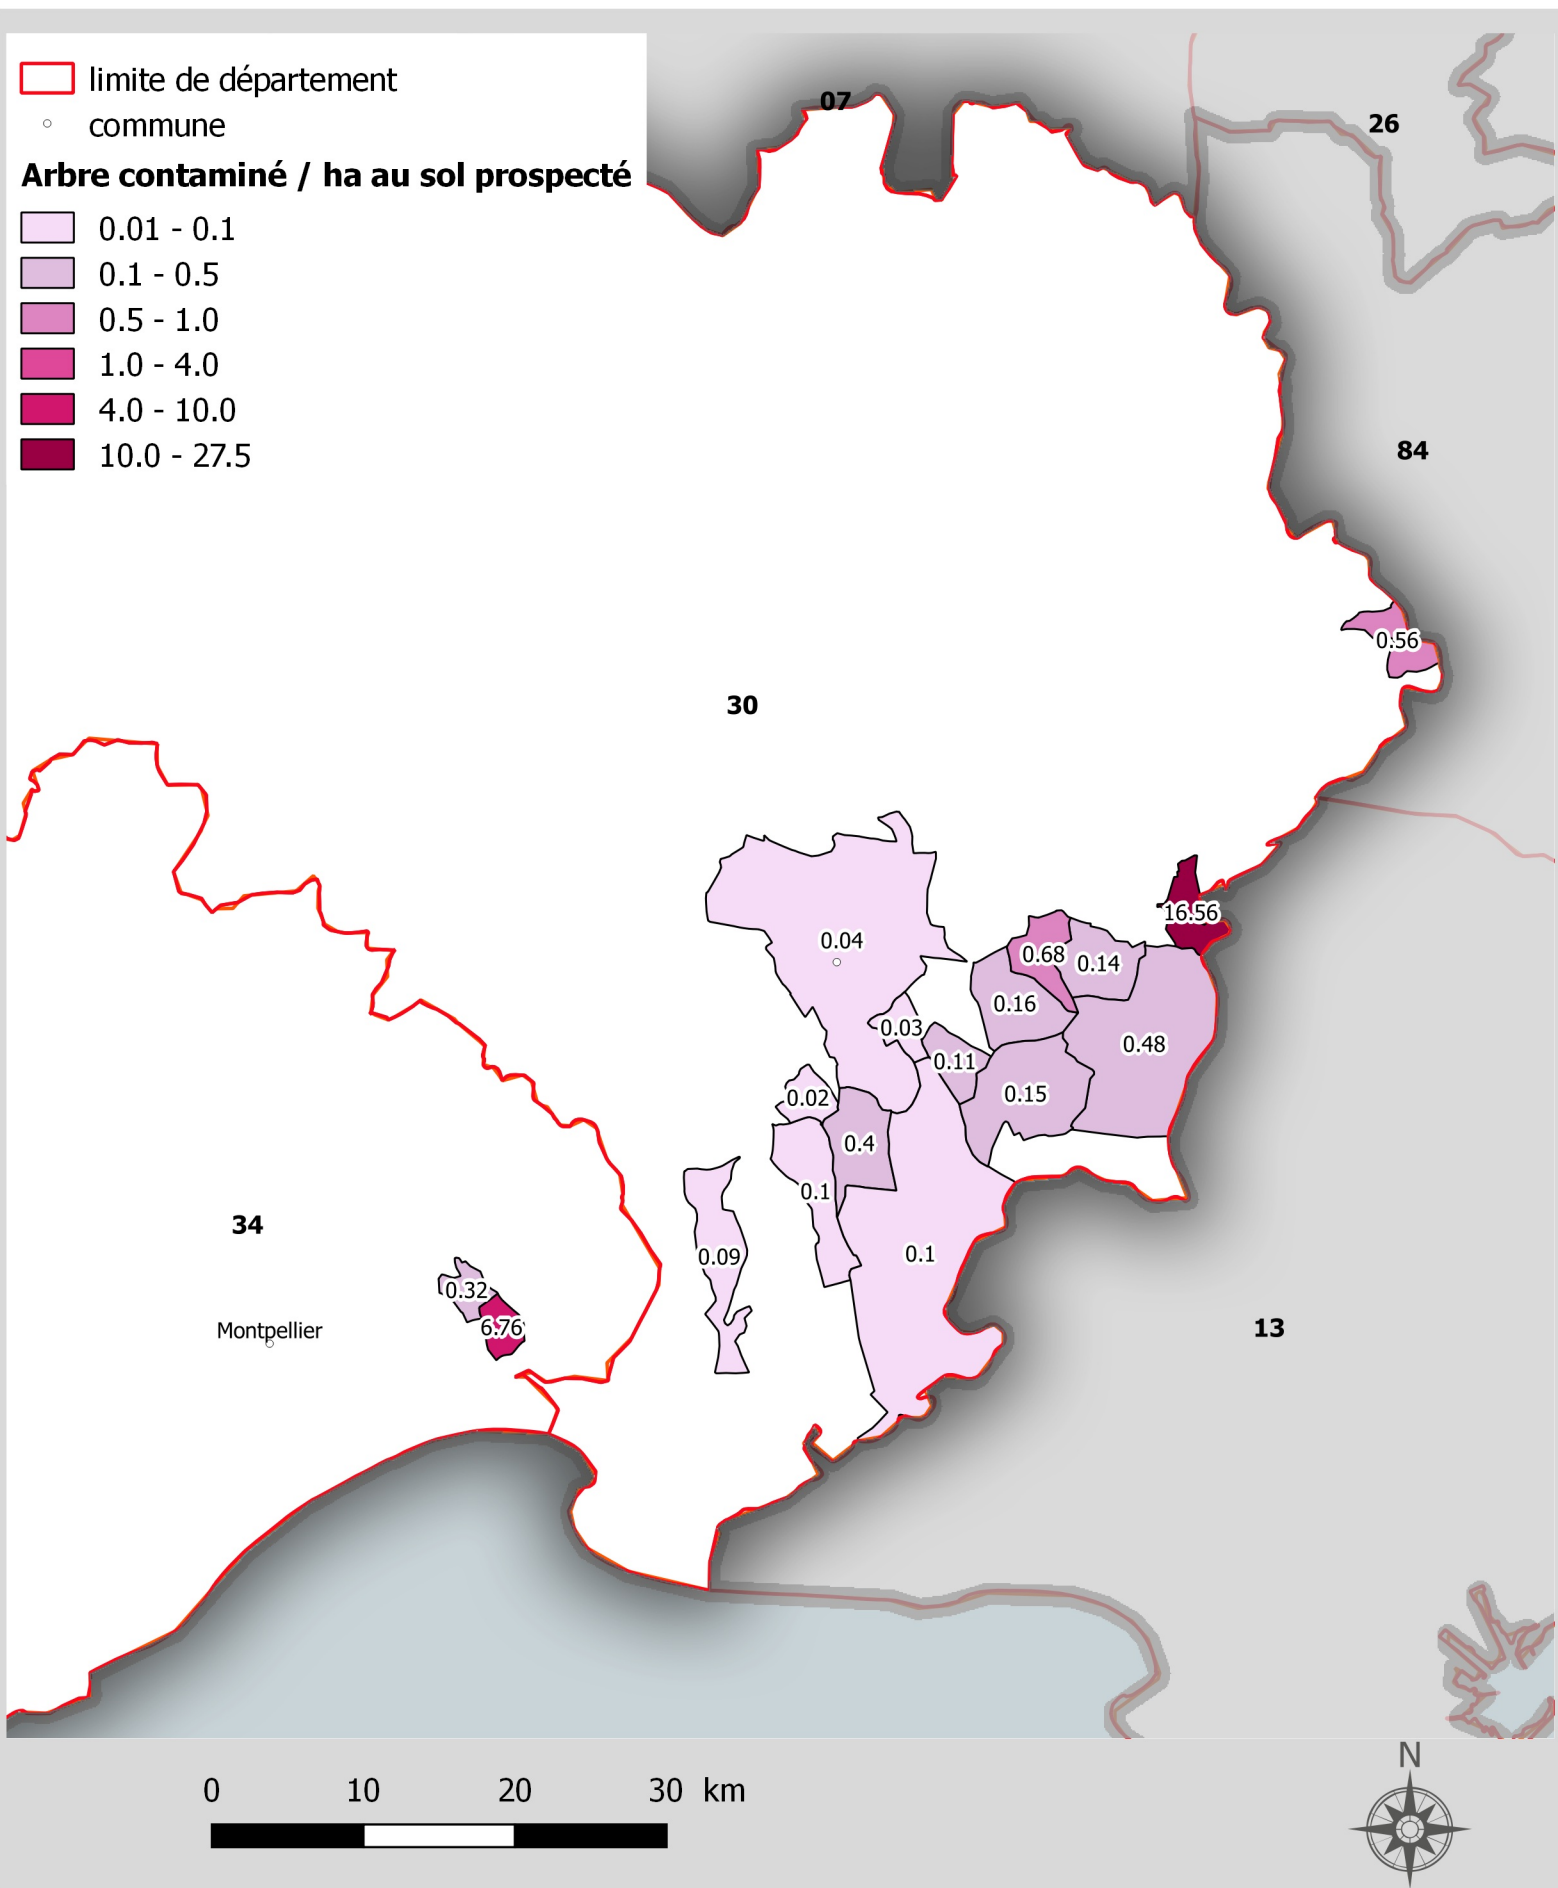 limite de département
commune
Arbre contaminé / ha au sol prospecté
0.01 - 0.1
0.1 - 0.5
0.5 - 1.0
1.0 - 4.0
4.0 - 10.0
10.0 - 27.5
07
26
84
0.56
30
16.56
0.04
0.68
0.14
0.16
0.03
0.48
0.11
0.15
0.02
0.4
0.1
34
0.09
0.1
0.32
6.76
Montpellier
13
N
0 10 20 30 km